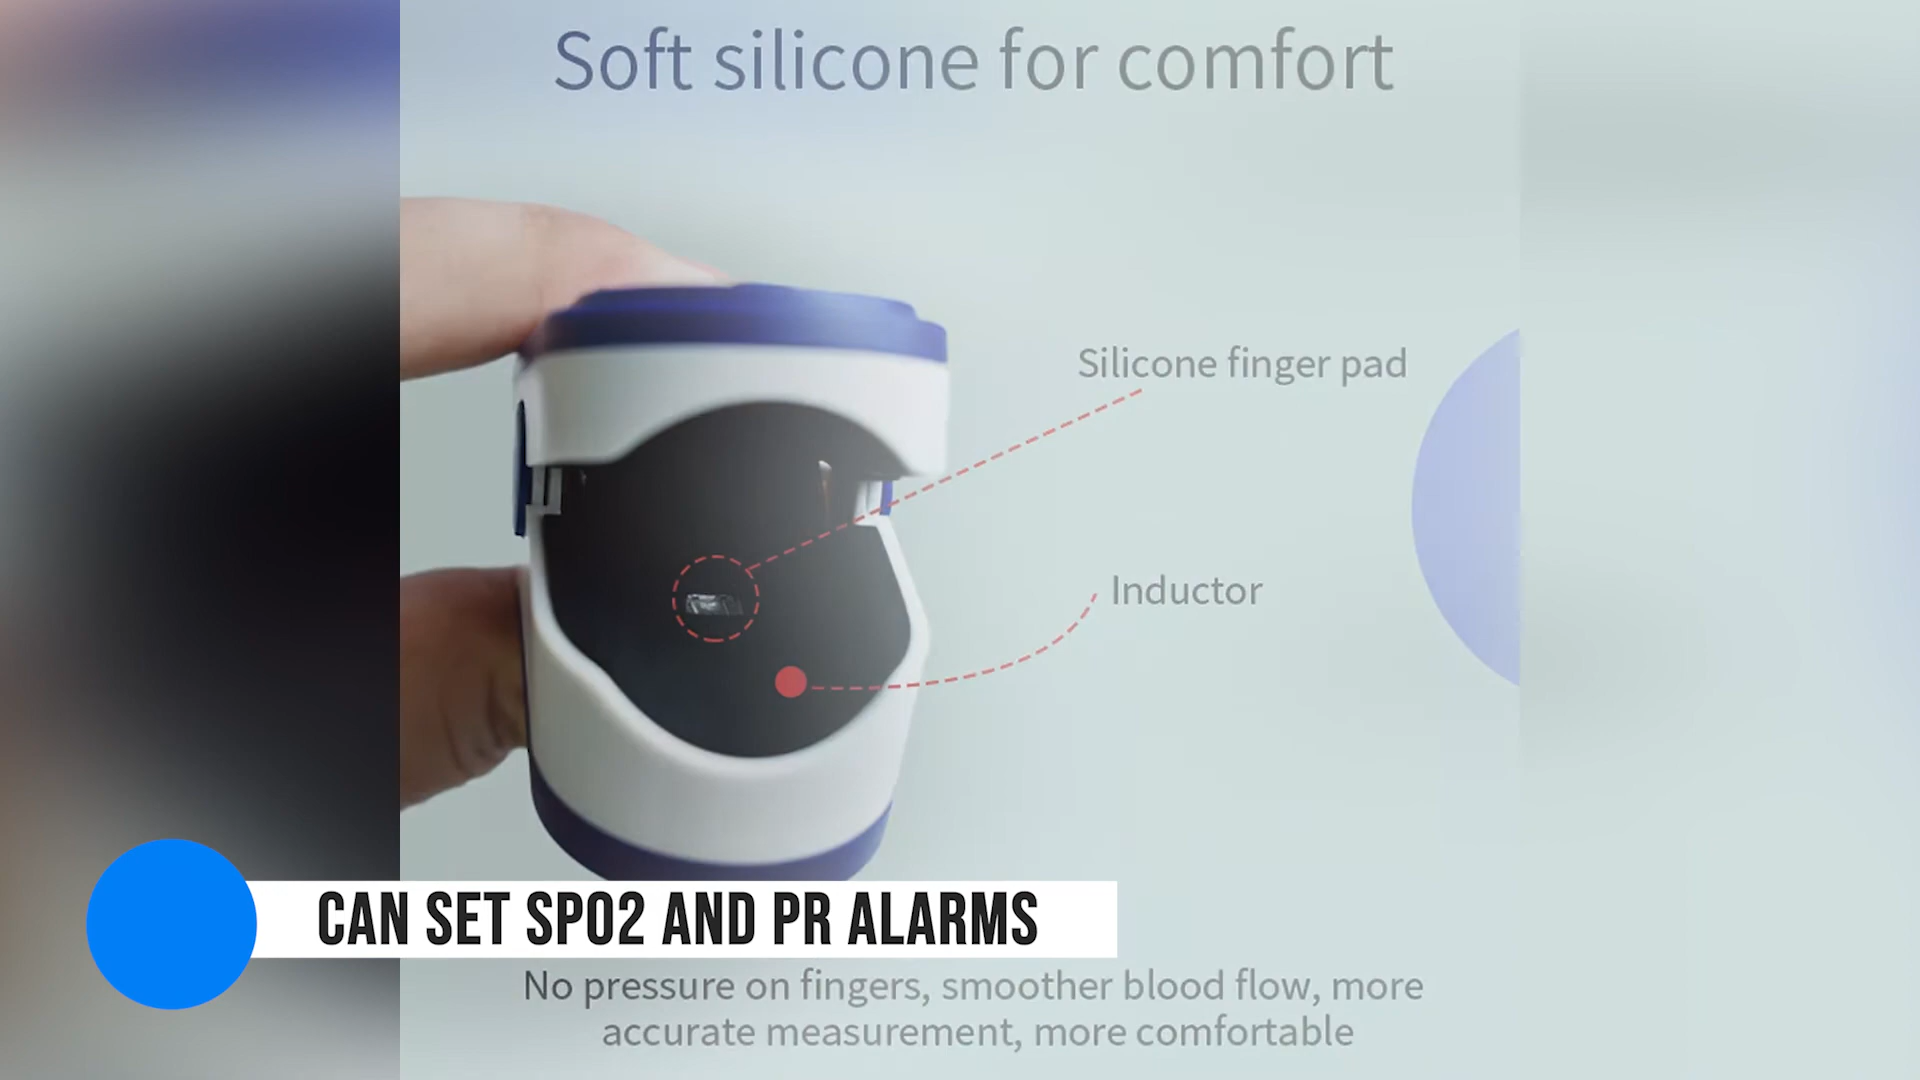 Soft silicone for comfort
Silicone finger pad
Inductor
CAN SET SPO2 AND PR ALARMS
No pressure on fingers, smoother blood flow, more
accurate measurement, more comfortable